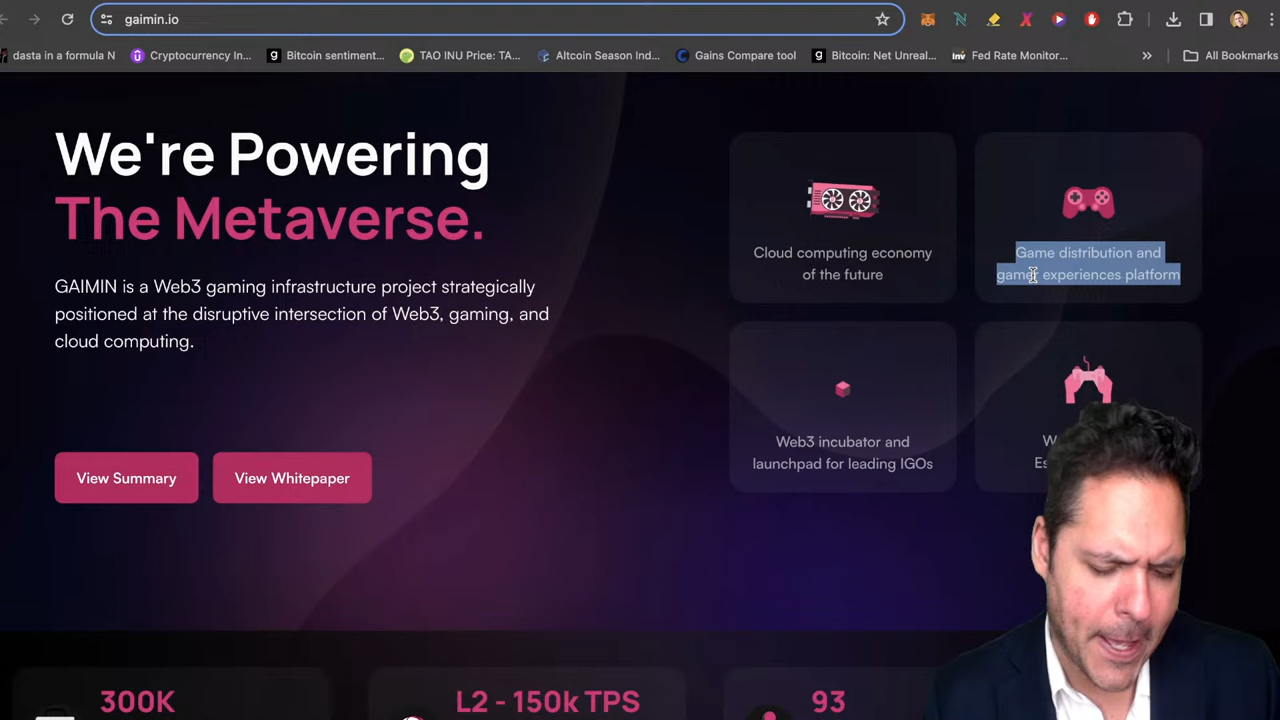 gaimin.io
dasta in a formula N
Cryptocurrency In...
Bitcoin sentiment...
TAO INU Price: TA...
Altcoin Season Ind...
Gains Compare tool
Bitcoin: Net Unreal...
Fed Rate Monitor...
All Bookmarks
We're Powering
The Metaverse.
GAIMIN is a Web3 gaming infrastructure project strategically
positioned at the disruptive intersection of Web3, gaming, and
cloud computing.
View Summary
View Whitepaper
Cloud computing economy
of the future
Game distribution and
gamer experiences platform
Web3 incubator and
launchpad for leading IGOs
300K
L2 - 150k TPS
93